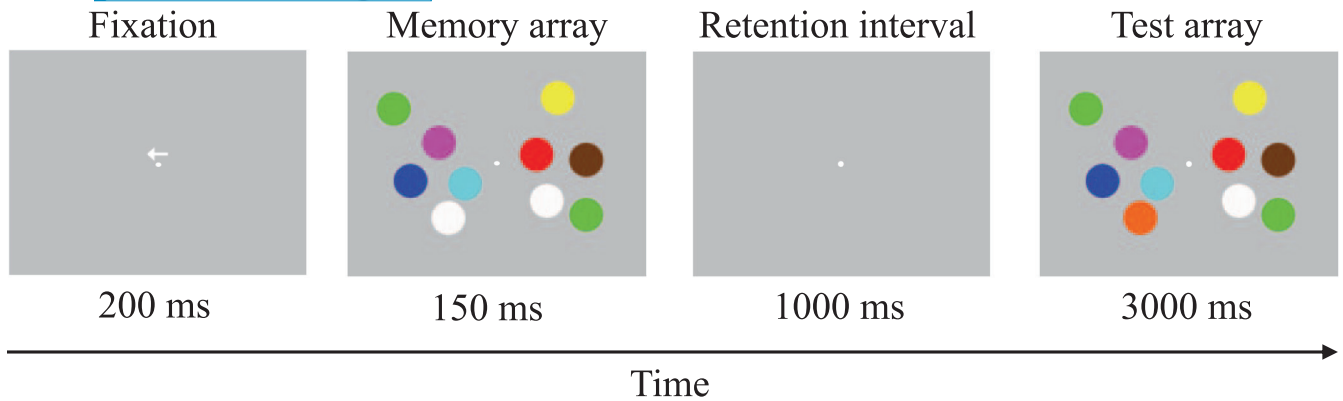 Fixation
Memory array
Retention interval
Test array
200 ms
150 ms
1000 ms
3000 ms
Time